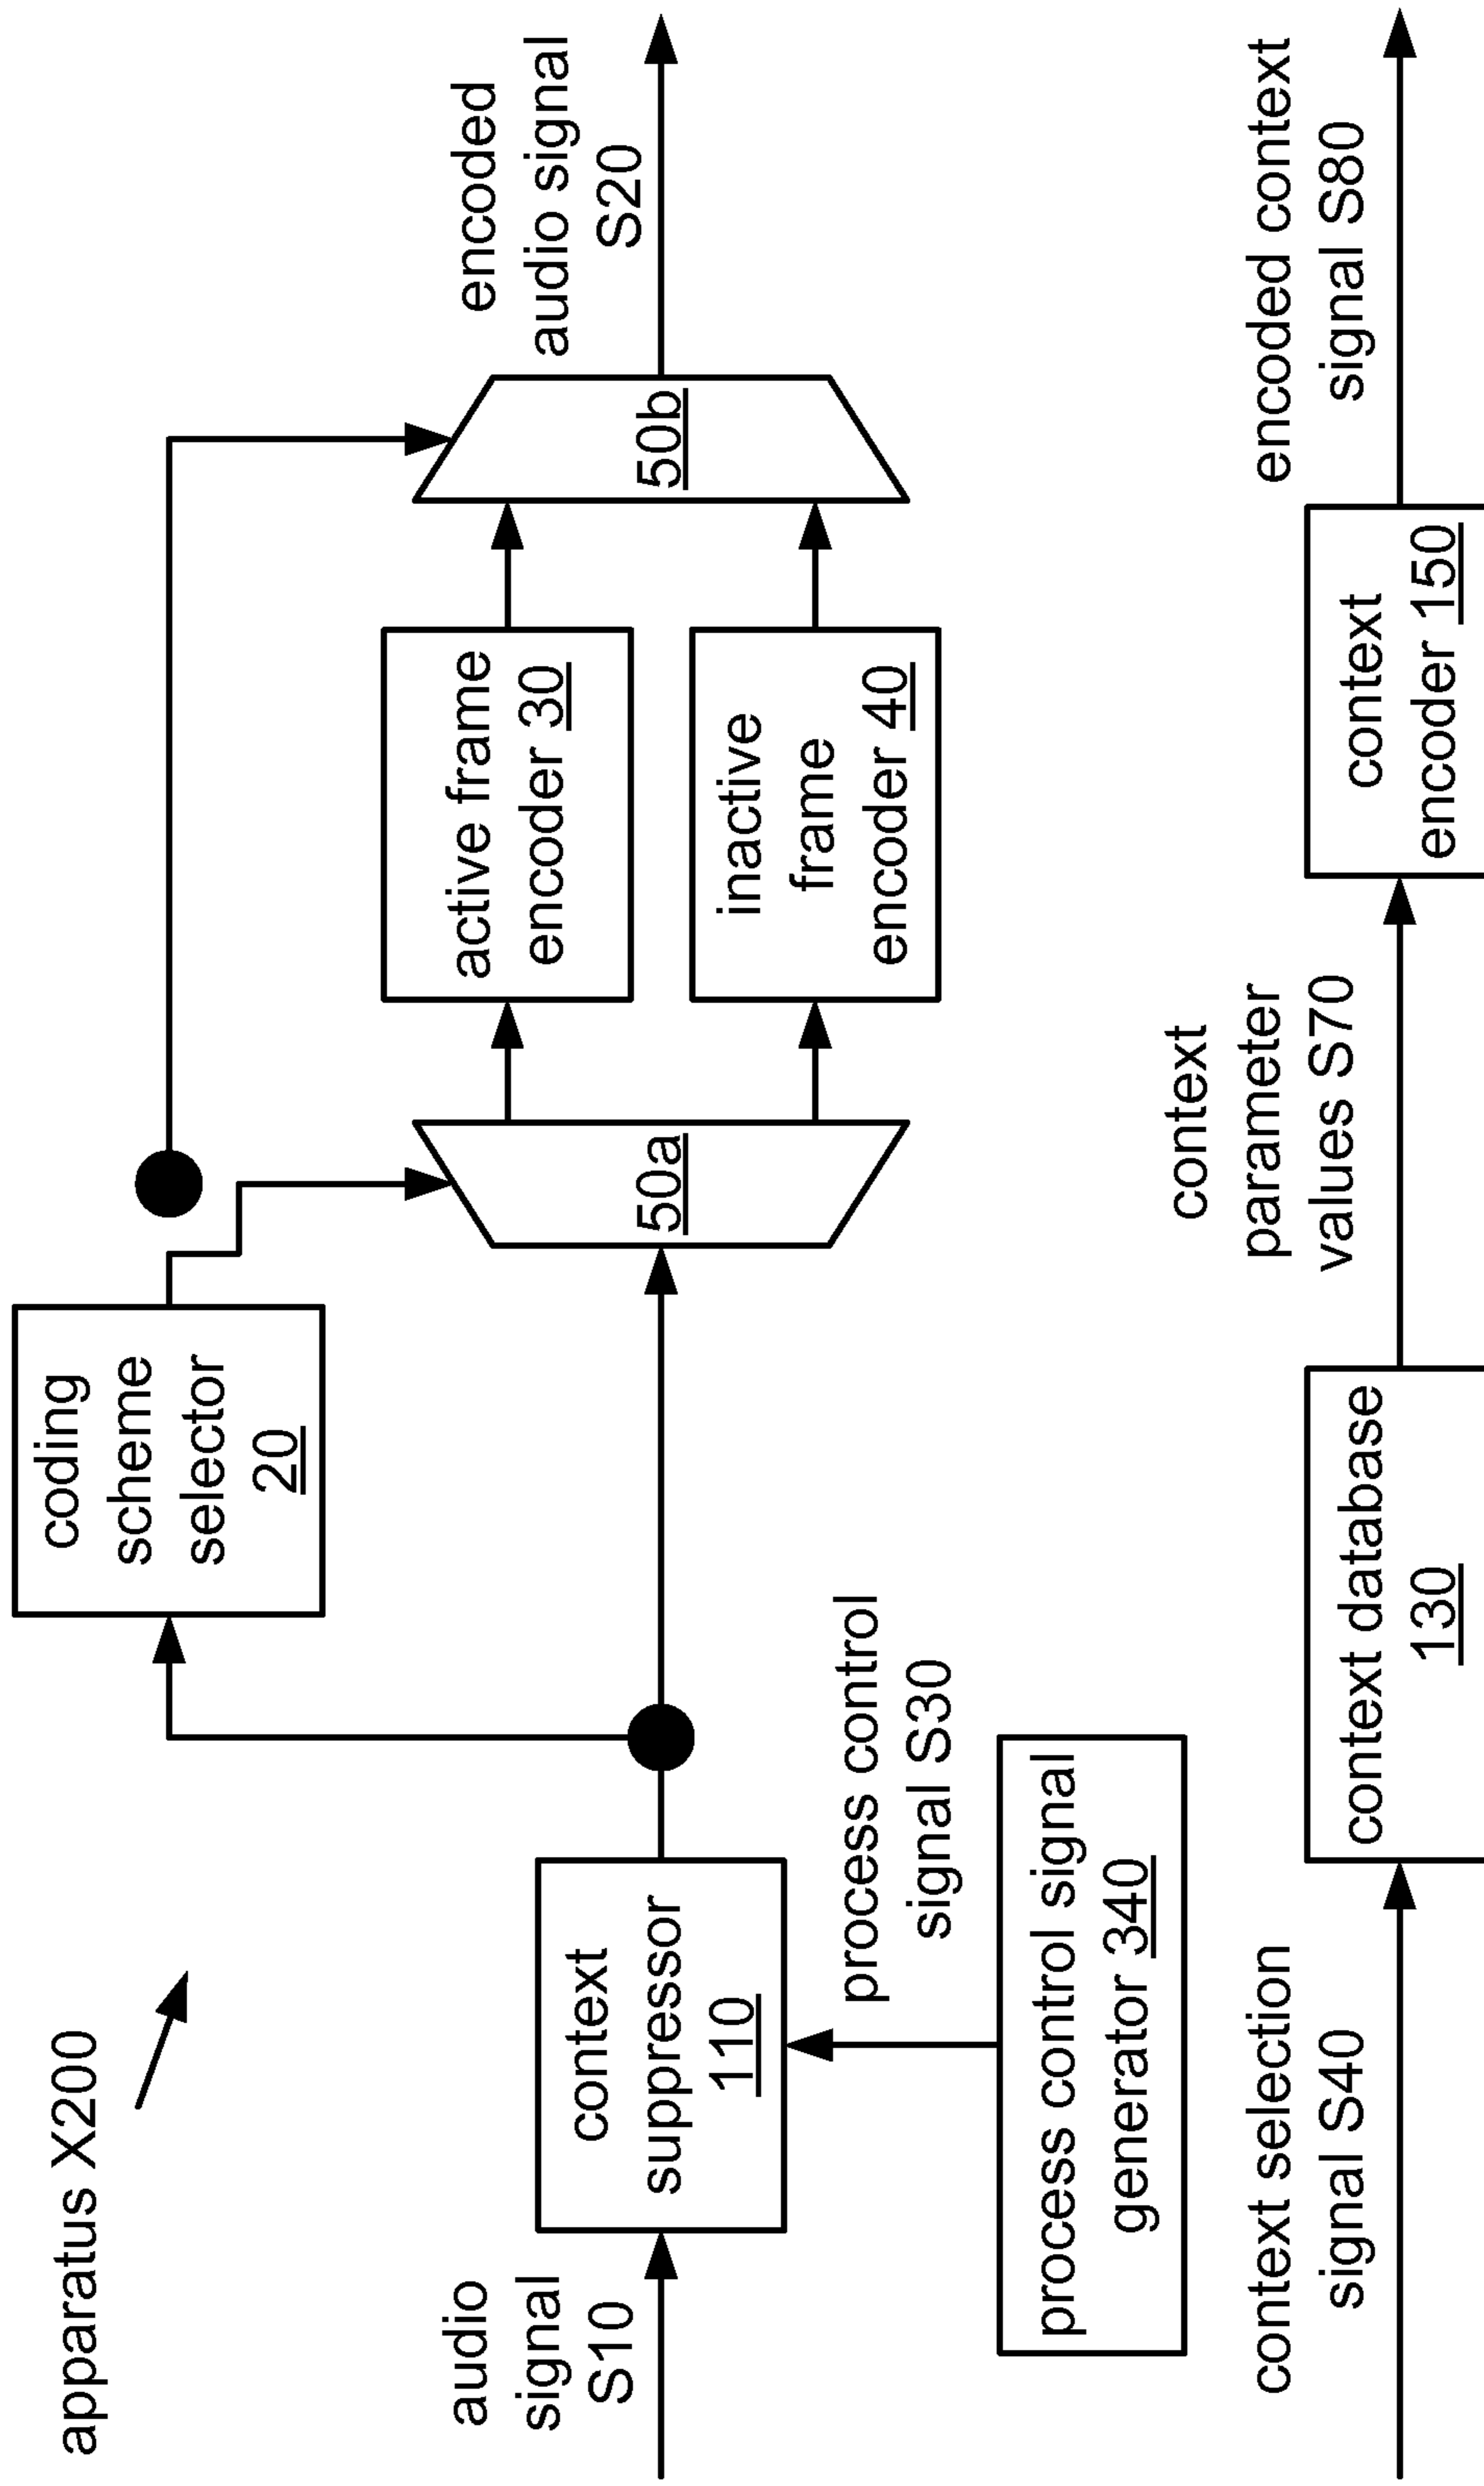 apparatus X200
coding
scheme
selector
20
audio
signal
S10
context
suppressor
110
50a
active frame
encoder 30
inactive
frame
encoder 40
50b
encoded
audio signal
S20
process control
signal S30
process control signal
generator 340
context selection
signal S40
context database
130
context
parameter
values S70
context
encoder 150
encoded context
signal S80